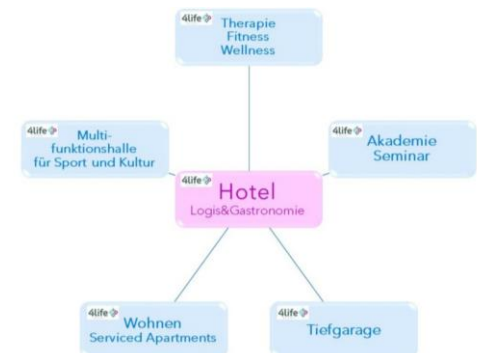 4life
Therapie
Fitness
Wellness
4life
Multi-
funktionshalle
für Sport und Kultur
4life
Akademie
Seminar
4life
Hotel
Logis&Gastronomie
4life
Wohnen
Serviced Apartments
4life
Tiefgarage